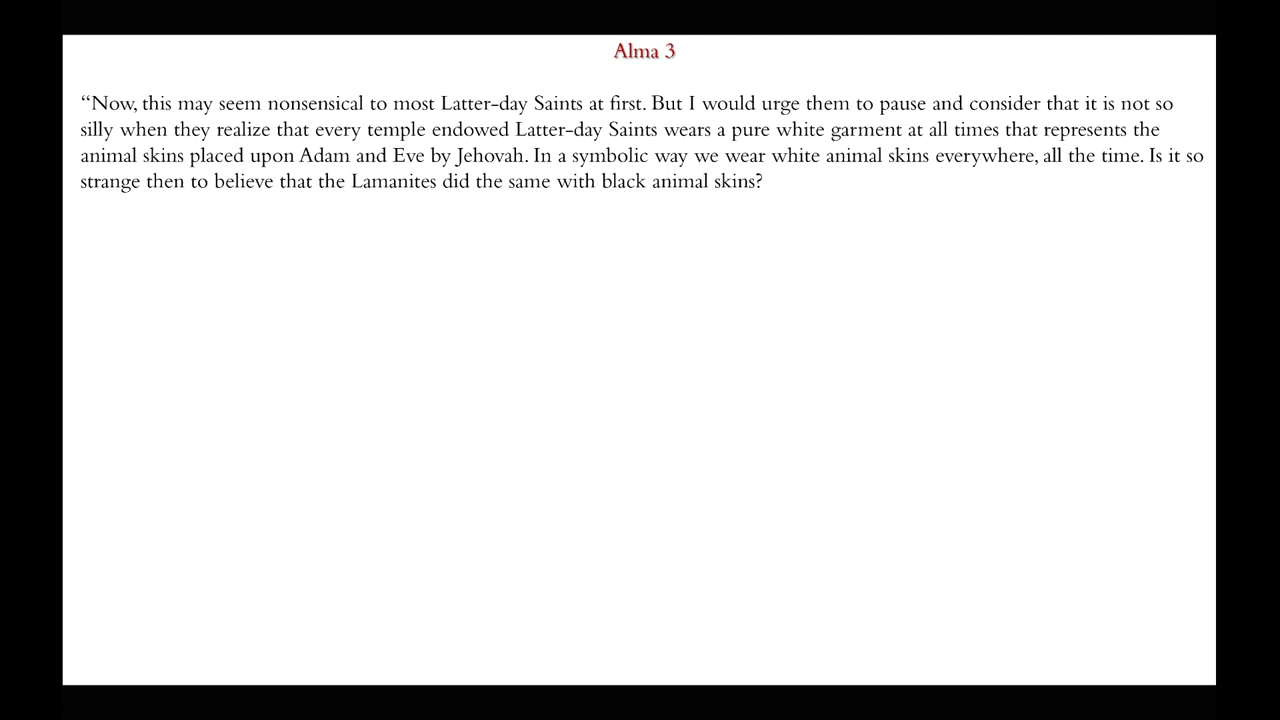 Alma 3
“Now, this may seem nonsensical to most Latter-day Saints at first. But I would urge them to pause and consider that it is not so
silly when they realize that every temple endowed Latter-day Saints wears a pure white garment at all times that represents the
animal skins placed upon Adam and Eve by Jehovah. In a symbolic way we wear white animal skins everywhere, all the time. Is it so
strange then to believe that the Lamanites did the same with black animal skins?